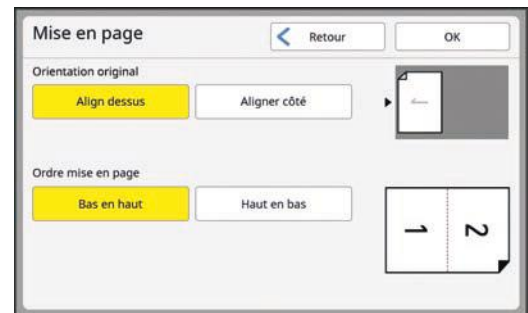 Mise en page
Retour
OK
Orientation original
Align dessus
Aligner côté
Ordre mise en page
Bas en haut
Haut en bas
1
2